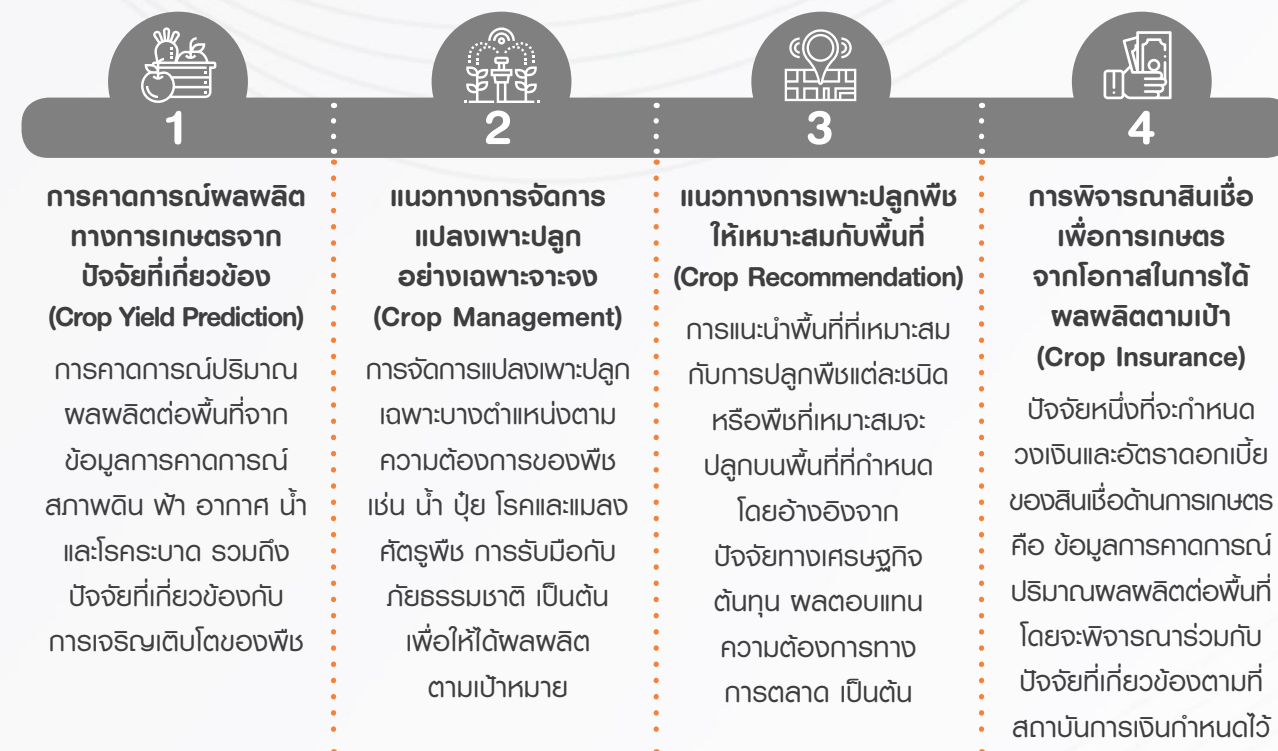 1
การคาดการณ์ผลผลิต
ทางการเกษตรจาก
ปัจจัยที่เกี่ยวข้อง
(Crop Yield Prediction)
การคาดการณ์ปริมาณ
ผลผลิตต่อพื้นที่จาก
ข้อมูลการคาดการณ์
สภาพดิน ฟ้า อากาศ น้ำ
และโรคระบาด รวมถึง
ปัจจัยที่เกี่ยวข้องกับ
การเจริญเติบโตของพืช
2
แนวทางการจัดการ
แปลงเพาะปลูก
อย่างเฉพาะจาะจง
(Crop Management)
การจัดการแปลงเพาะปลูก
เฉพาะบางตำแหน่งตาม
ความต้องการของพืช
เช่น น้ำ ปุ๋ย โรคและแมลง
ศัตรูพืช การรับมือกับ
ภัยธรรมชาติ เป็นต้น
เพื่อให้ได้ผลผลิต
ตามเป้าหมาย
3
แนวทางการเพาะปลูกพืช
ให้เหมาะสมกับพื้นที่
(Crop Recommendation)
การแนะนำพื้นที่ที่เหมาะสม
กับการปลูกพืชแต่ละชนิด
หรือพืชที่เหมาะสมจะ
ปลูกบนพื้นที่ที่กำหนด
โดยอ้างอิงจาก
ปัจจัยทางเศรษฐกิจ
ต้นทุน ผลตอบแทน
ความต้องการทาง
การตลาด เป็นต้น
4
การพิจารณาสินเชื่อ
เพื่อการเกษตร
จากโอกาสในการได้
ผลผลิตตามเป้า
(Crop Insurance)
ปัจจัยหนึ่งที่จะกำหนด
วงเงินและอัตราดอกเบี้ย
ของสินเชื่อด้านการเกษตร
คือ ข้อมูลการคาดการณ์
ปริมาณผลผลิตต่อพื้นที่
โดยจะพิจารณาร่วมกับ
ปัจจัยที่เกี่ยวข้องตามที่
สถาบันการเงินกำหนดไว้